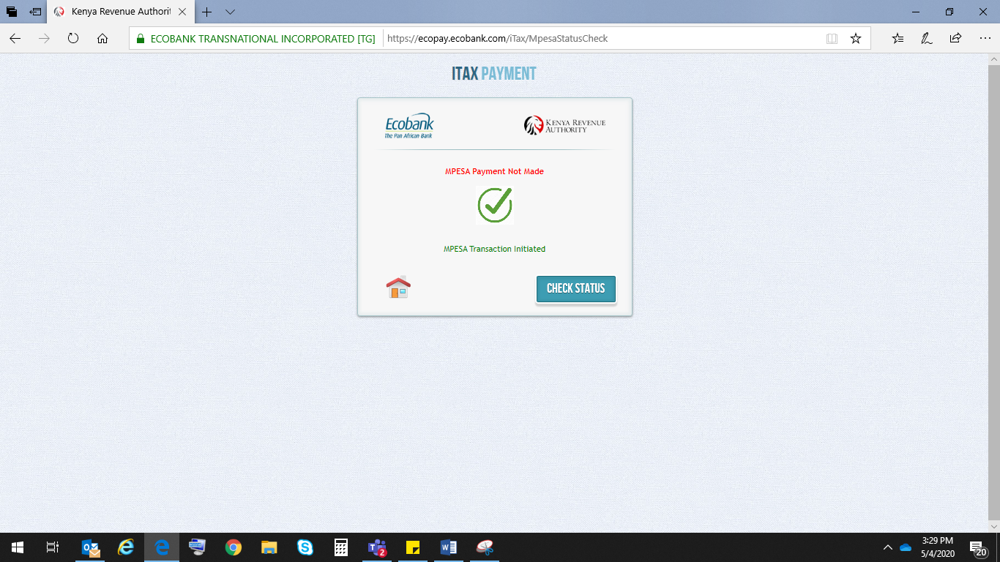 Kenya Revenue Authorit
ECOBANK TRANSNATIONAL INCORPORATED [TG]
https://ecopay.ecobank.com/iTax/MpesaStatusCheck
ITAX PAYMENT
Ecobank
The Pan African Bank
KENYA REVENUE
AUTHORITY
MPESA Payment Not Made
MPESA Transaction Initiated
CHECK STATUS
3:29 PM
5/4/2020
2
20